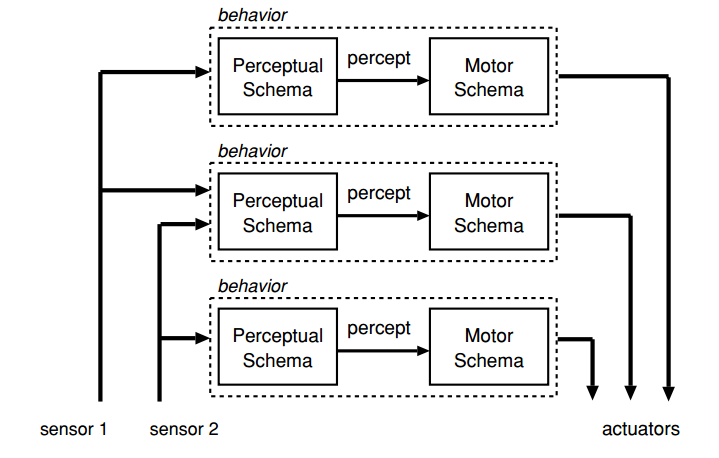 behavior
Perceptual
Schema
percept
Motor
Schema
behavior
Perceptual
Schema
percept
Motor
Schema
behavior
Perceptual
Schema
percept
Motor
Schema
sensor 1
sensor 2
actuators